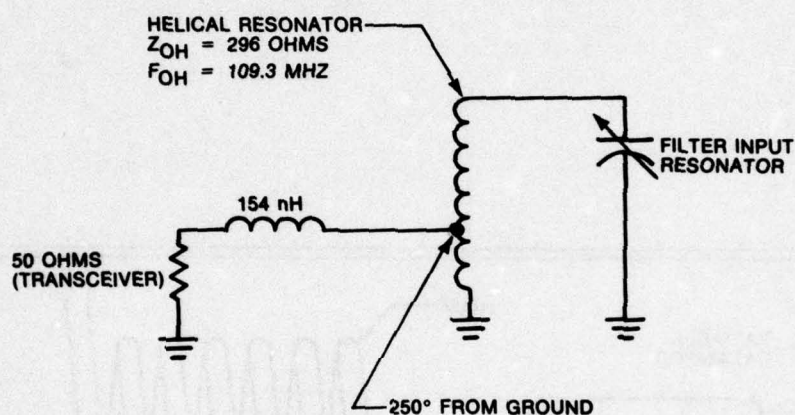 HELICAL RESONATOR
Z_OH = 296 OHMS
F_OH = 109.3 MHZ
FILTER INPUT
RESONATOR
154 nH
50 OHMS
(TRANSCEIVER)
250° FROM GROUND